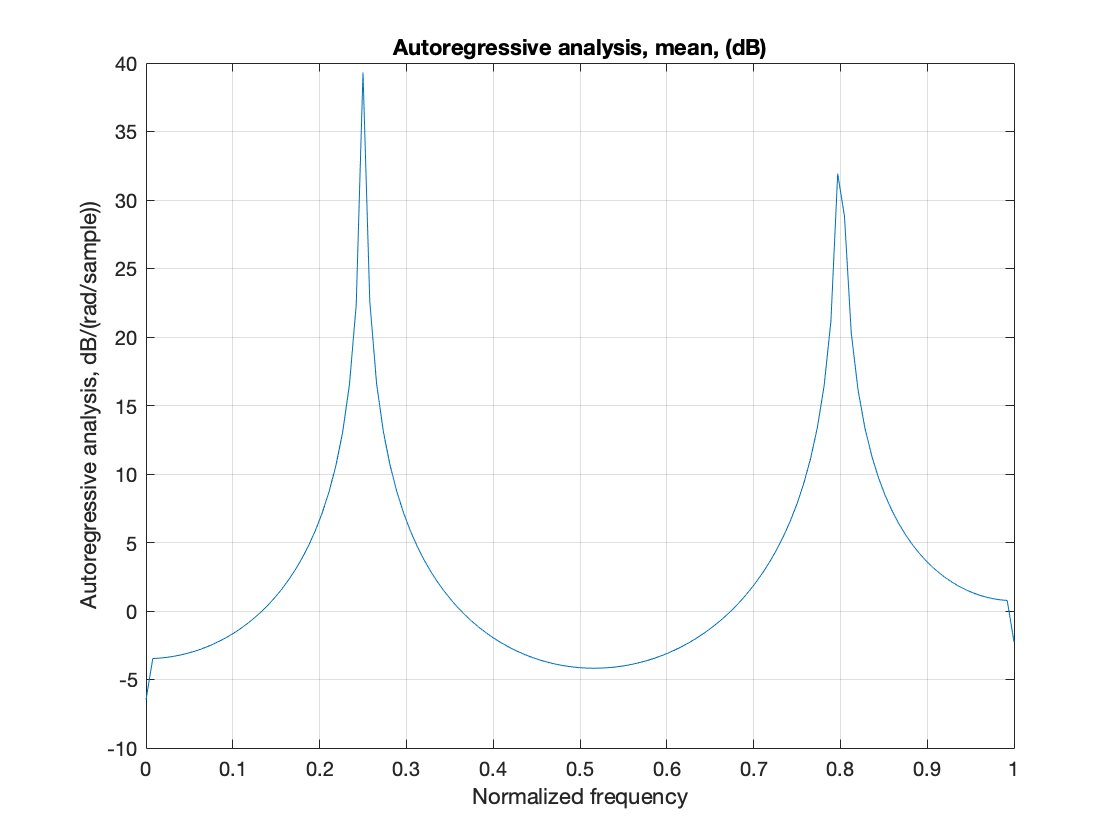 Autoregressive analysis, mean, (dB)
Autoregressive analysis, dB/(rad/sample))
40
35
30
25
20
15
10
5
0
-5
-10
0 0.1 0.2 0.3 0.4 0.5 0.6 0.7 0.8 0.9 1
Normalized frequency